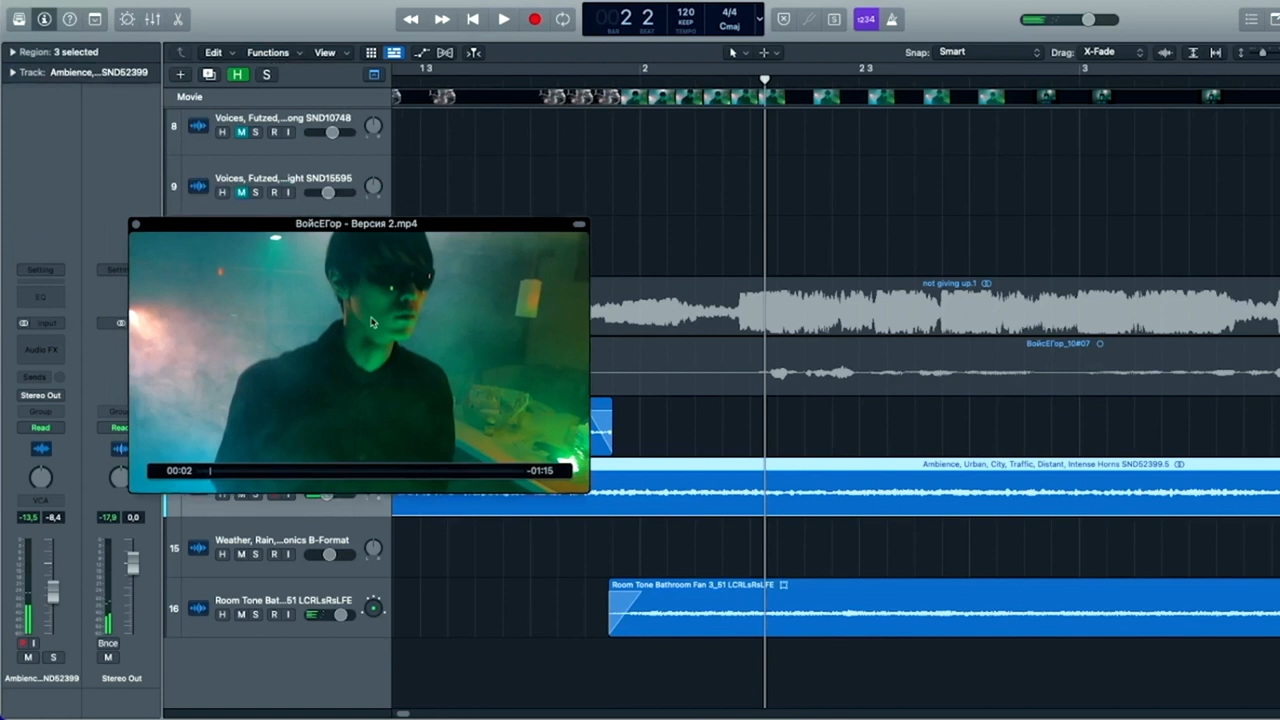 2 2
BAR
BEAT
120
KEEP
TEMPO
4/4
Cmaj
1234
S
Region: 3 selected
Edit
Functions
View
Snap: Smart
Drag: X-Fade
Track: Ambience,...SND52399
H
S
1 3
2
2 3
3
Movie
8
Voices, Futzed,...ong SND10748
H M S R I
9
Voices, Futzed,...ight SND15595
H M S R I
ВойсЕГор - Версия 2.mp4
00:02
-01:15
not giving up.1
ВойсЕГор_10#07
Ambience, Urban, City, Traffic, Distant, Intense Horns SND52399.5
15
Weather, Rain,...onics B-Format
H M S R I
16
Room Tone Bat...51 LCRLsRsLFE
H M S R I
Room Tone Bathroom Fan 3_51 LCRLsRsLFE
Setting
EQ
Input
Audio FX
Sends
Stereo Out
Group
Read
VCA
-13,5
-8,4
-17,9
0,0
R I
Bnce
M S
M
Ambienc...ND52399
Stereo Out